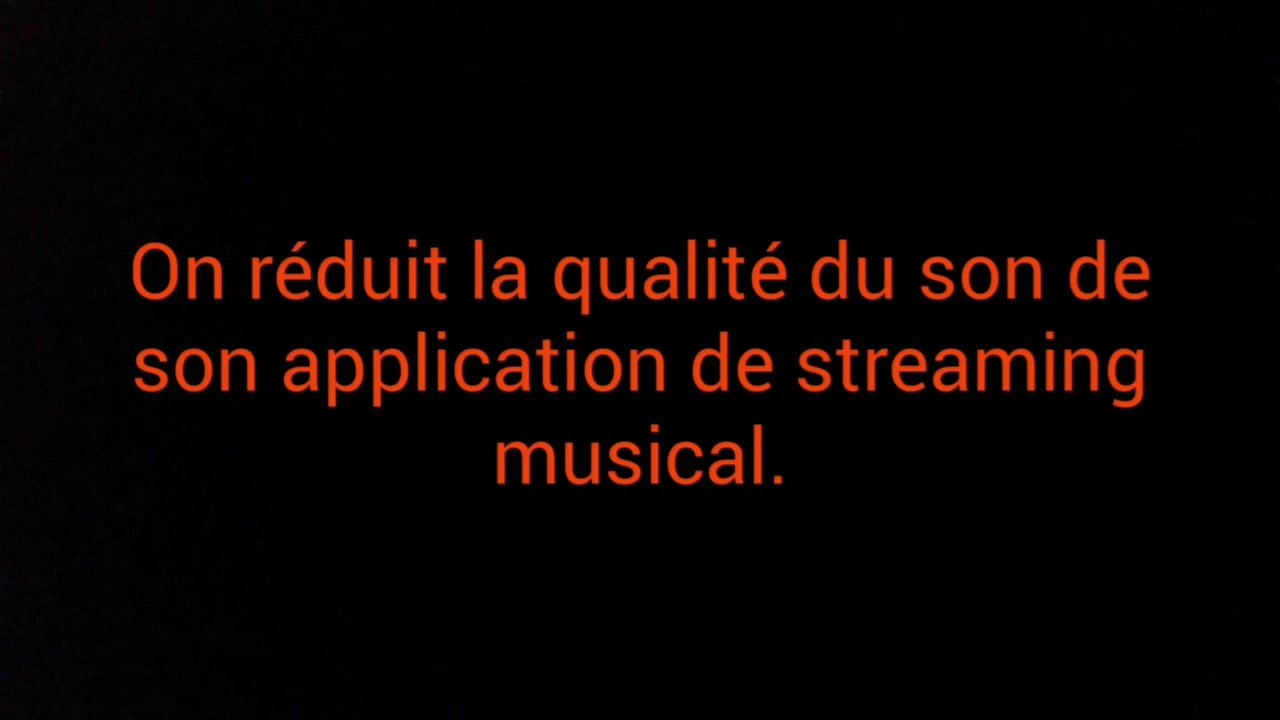 On réduit la qualité du son de
son application de streaming
musical.